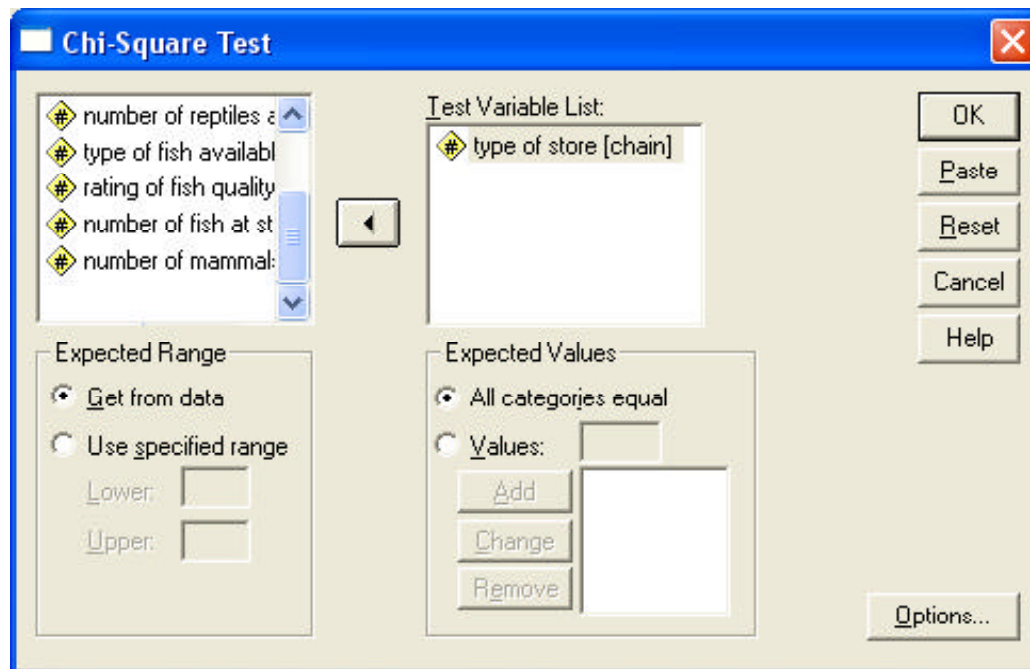 Chi-Square Test
number of reptiles a
type of fish availabl
rating of fish quality
number of fish at st
number of mammals
Test Variable List:
type of store [chain]
OK
Paste
Reset
Cancel
Help
Expected Range
Get from data
Use specified range
Lower:
Upper:
Expected Values
All categories equal
Values:
Add
Change
Remove
Options...